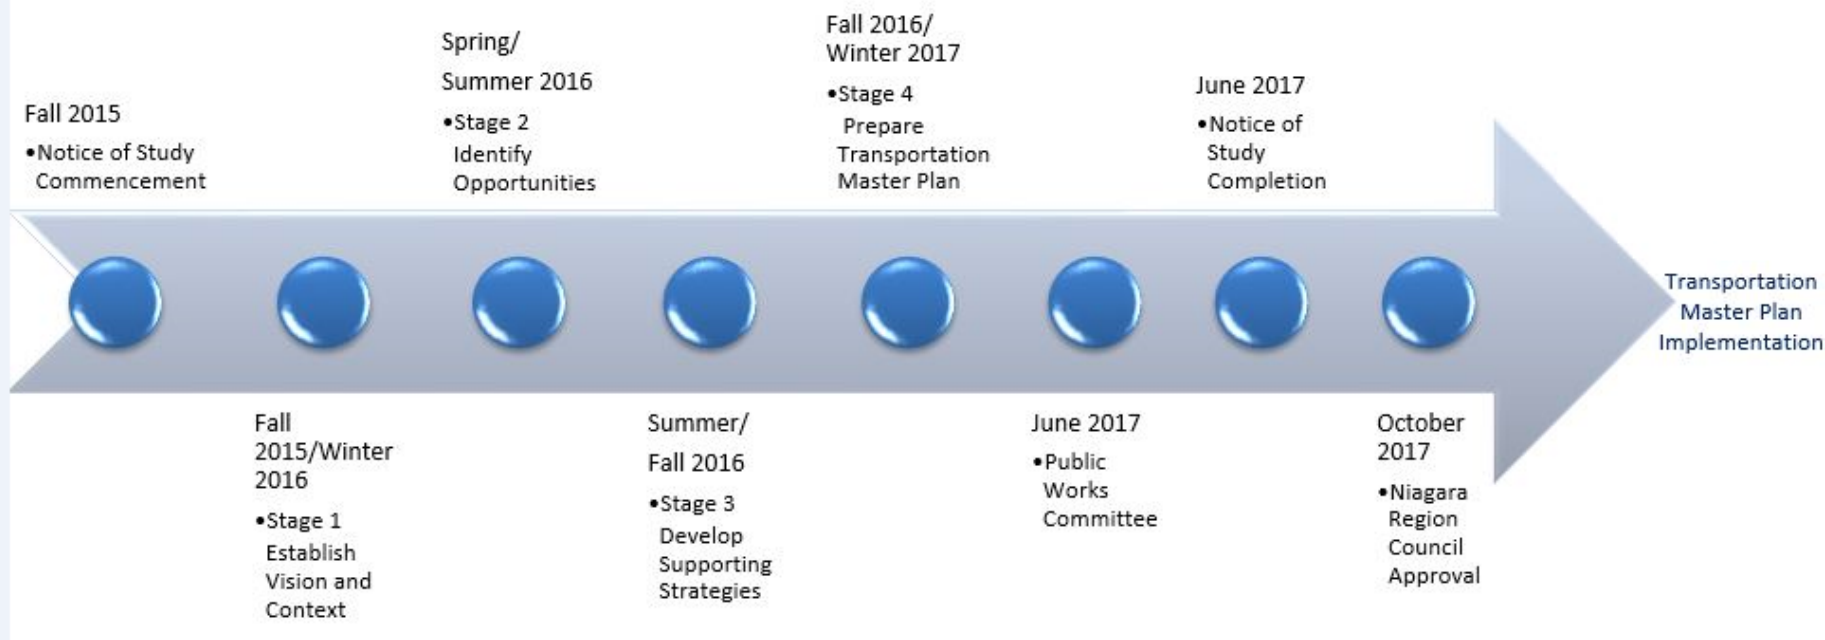 Fall 2015
•Notice of Study
Commencement
Fall
2015/Winter
2016
•Stage 1
Establish
Vision and
Context
Spring/
Summer 2016
•Stage 2
Identify
Opportunities
Summer/
Fall 2016
•Stage 3
Develop
Supporting
Strategies
Fall 2016/
Winter 2017
•Stage 4
Prepare
Transportation
Master Plan
June 2017
•Public
Works
Committee
June 2017
•Notice of
Study
Completion
October
2017
•Niagara
Region
Council
Approval
Transportation
Master Plan
Implementation